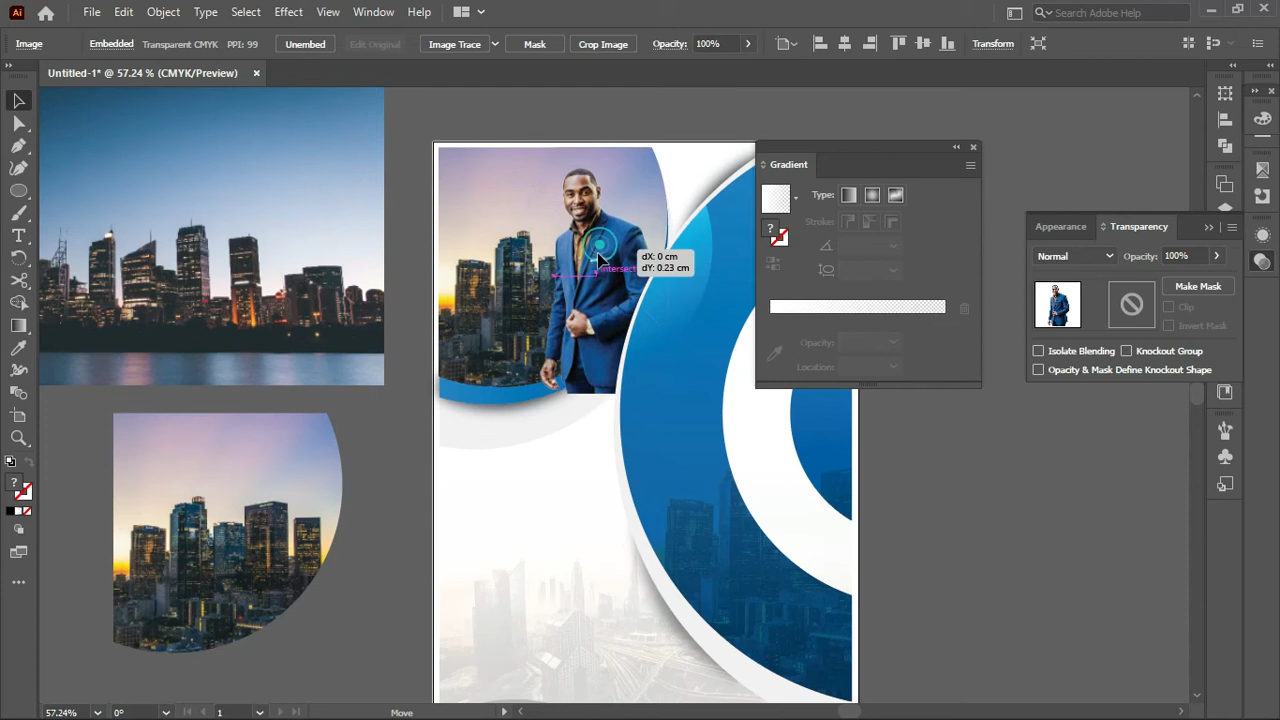 Ai
File
Edit
Object
Type
Select
Effect
View
Window
Help
Search Adobe Help
Image
Embedded
Transparent CMYK
PPI: 99
Unembed
Edit Original
Image Trace
Mask
Crop Image
Opacity:
100%
Transform
Untitled-1* @ 57.24 % (CMYK/Preview)
×
Gradient
Type:
Stroke:
?
Opacity:
Location:
dX: 0 cm
dY: 0.23 cm
intersect
Appearance
Transparency
Normal
Opacity:
100%
Make Mask
Clip
Invert Mask
Isolate Blending
Knockout Group
Opacity & Mask Define Knockout Shape
?
57.24%
0°
1
Move